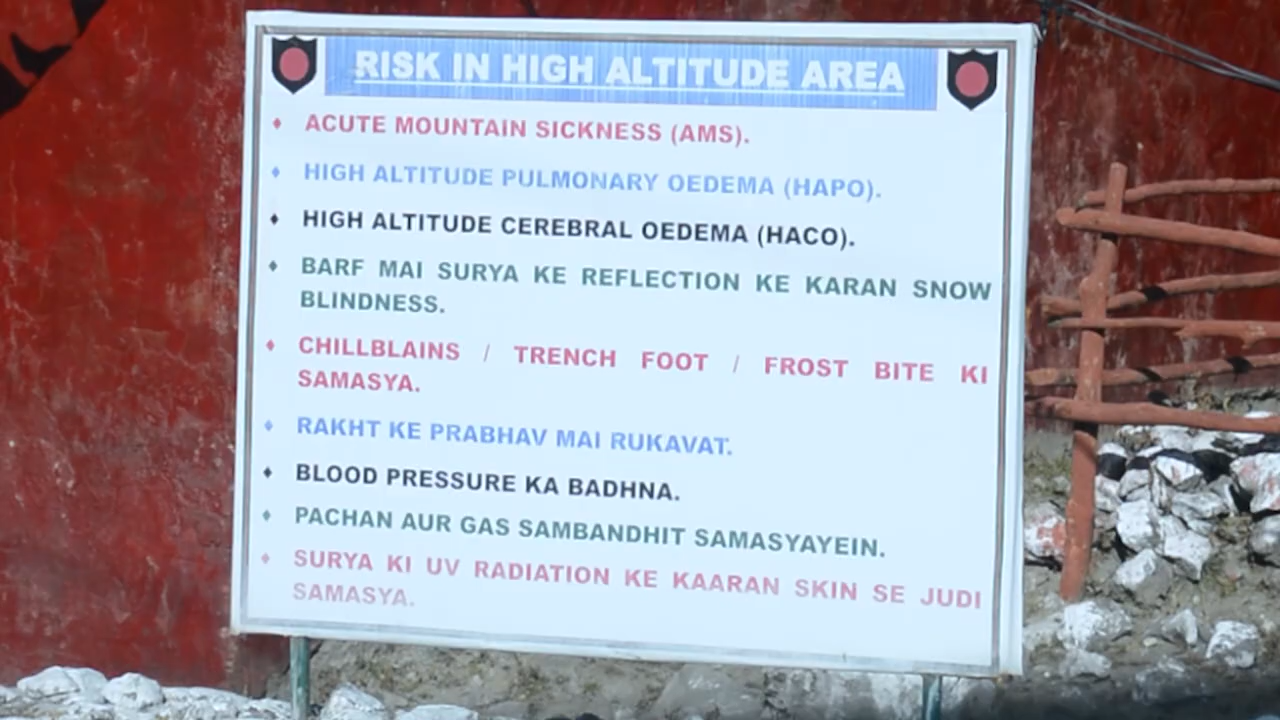 RISK IN HIGH ALTITUDE AREA
ACUTE MOUNTAIN SICKNESS (AMS).
HIGH ALTITUDE PULMONARY OEDEMA (HAPO).
HIGH ALTITUDE CEREBRAL OEDEMA (HACO).
BARF MAI SURYA KE REFLECTION KE KARAN SNOW
BLINDNESS.
CHILLBLAINS / TRENCH FOOT / FROST BITE KI
SAMASYA.
RAKHT KE PRABHAV MAI RUKAVAT.
BLOOD PRESSURE KA BADHNA.
PACHAN AUR GAS SAMBANDHIT SAMASYAYEIN.
SURYA KI UV RADIATION KE KAARAN SKIN SE JUDI
SAMASYA.